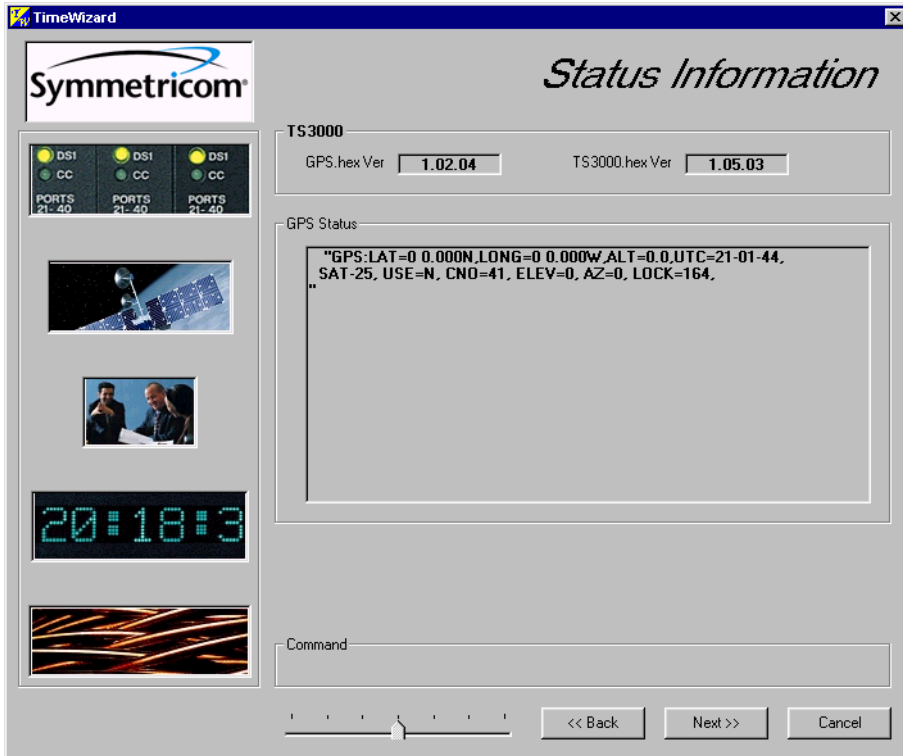 TimeWizard
Symmetricom®
Status Information
DS1 DS1 DS1
CC CC CC
PORTS PORTS PORTS
21- 40 21- 40 21- 40
20:18:3
TS3000
GPS.hex Ver 1.02.04 TS3000.hex Ver 1.05.03
GPS Status
"GPS:LAT=0 0.000N,LONG=0 0.000W,ALT=0.0,UTC=21-01-44,
SAT-25, USE=N, CNO=41, ELEV=0, AZ=0, LOCK=164,
"
Command
<< Back Next >> Cancel